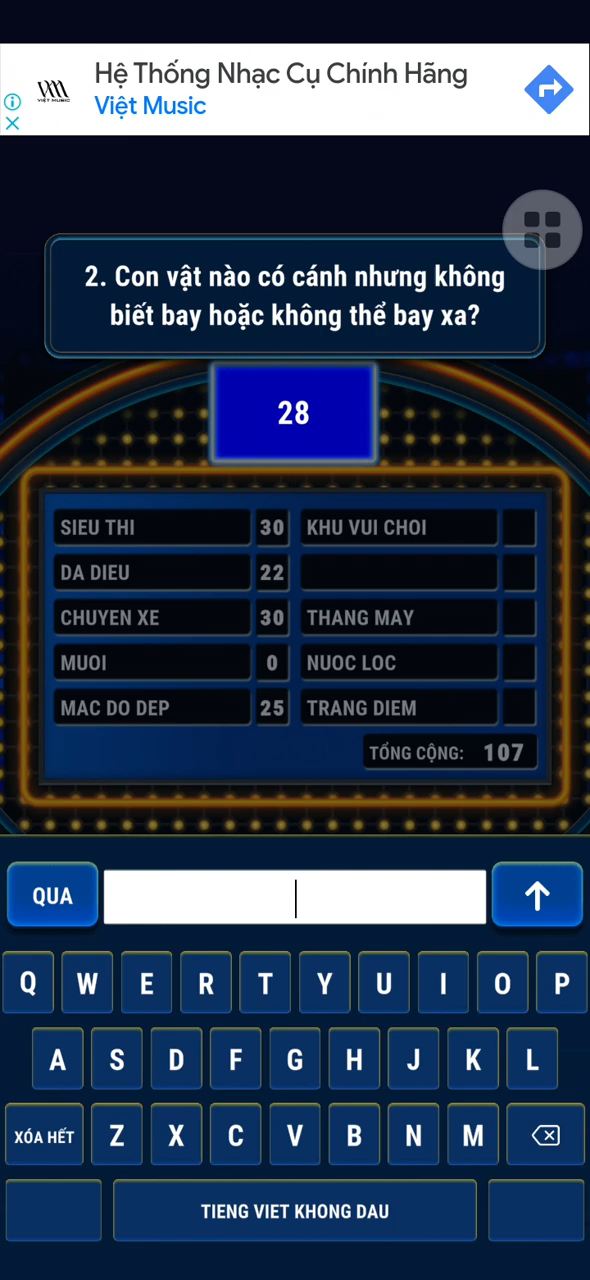 Hệ Thống Nhạc Cụ Chính Hãng
VIỆT MUSIC
Việt Music
2. Con vật nào có cánh nhưng không
biết bay hoặc không thể bay xa?
28
SIEU THI 30 KHU VUI CHOI
DA DIEU 22
CHUYEN XE 30 THANG MAY
MUOI 0 NUOC LOC
MAC DO DEP 25 TRANG DIEM
TỔNG CỘNG: 107
QUA
Q W E R T Y U I O P
A S D F G H J K L
XÓA HẾT Z X C V B N M
TIENG VIET KHONG DAU